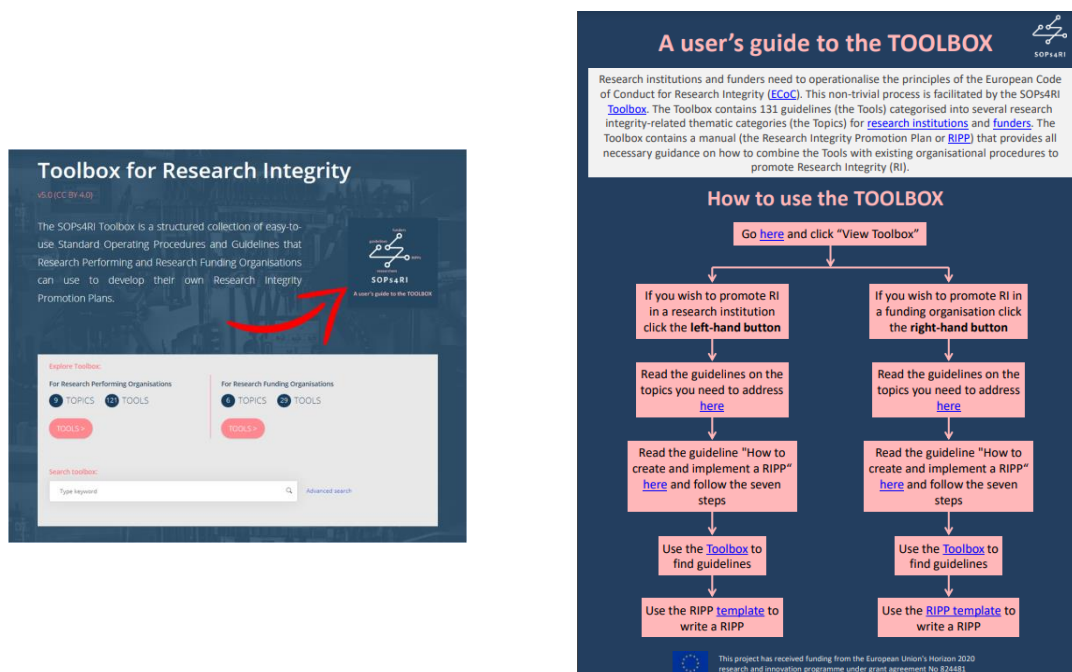 Toolbox for Research Integrity
v5.0 (CC BY 4.0)
The SOPs4RI Toolbox is a structured collection of easy-to-
use Standard Operating Procedures and Guidelines that
Research Performing and Research Funding Organisations
can use to develop their own Research Integrity
Promotion Plans.
SOPs4RI
A user's guide to the TOOLBOX
Explore Toolbox:
For Research Performing Organisations
9 TOPICS 121 TOOLS
TOOLS >
For Research Funding Organisations
6 TOPICS 29 TOOLS
TOOLS >
Search toolbox:
Type keyword
Advanced search
A user's guide to the TOOLBOX
SOPs4RI
Research institutions and funders need to operationalise the principles of the European Code
of Conduct for Research Integrity (ECoC). This non-trivial process is facilitated by the SOPs4RI
Toolbox. The Toolbox contains 131 guidelines (the Tools) categorised into several research
integrity-related thematic categories (the Topics) for research institutions and funders. The
Toolbox contains a manual (the Research Integrity Promotion Plan or RIPP) that provides all
necessary guidance on how to combine the Tools with existing organisational procedures to
promote Research Integrity (RI).
How to use the TOOLBOX
Go here and click “View Toolbox”
If you wish to promote RI
in a research institution
click the left-hand button
Read the guidelines on the
topics you need to address
here
Read the guideline "How to
create and implement a RIPP“
here and follow the seven
steps
Use the Toolbox to
find guidelines
Use the RIPP template to
write a RIPP
If you wish to promote RI in
a funding organisation click
the right-hand button
Read the guidelines on the
topics you need to address
here
Read the guideline "How to
create and implement a RIPP“
here and follow the seven
steps
Use the Toolbox to
find guidelines
Use the RIPP template to
write a RIPP
This project has received funding from the European Union's Horizon 2020
research and innovation programme under grant agreement No 824481